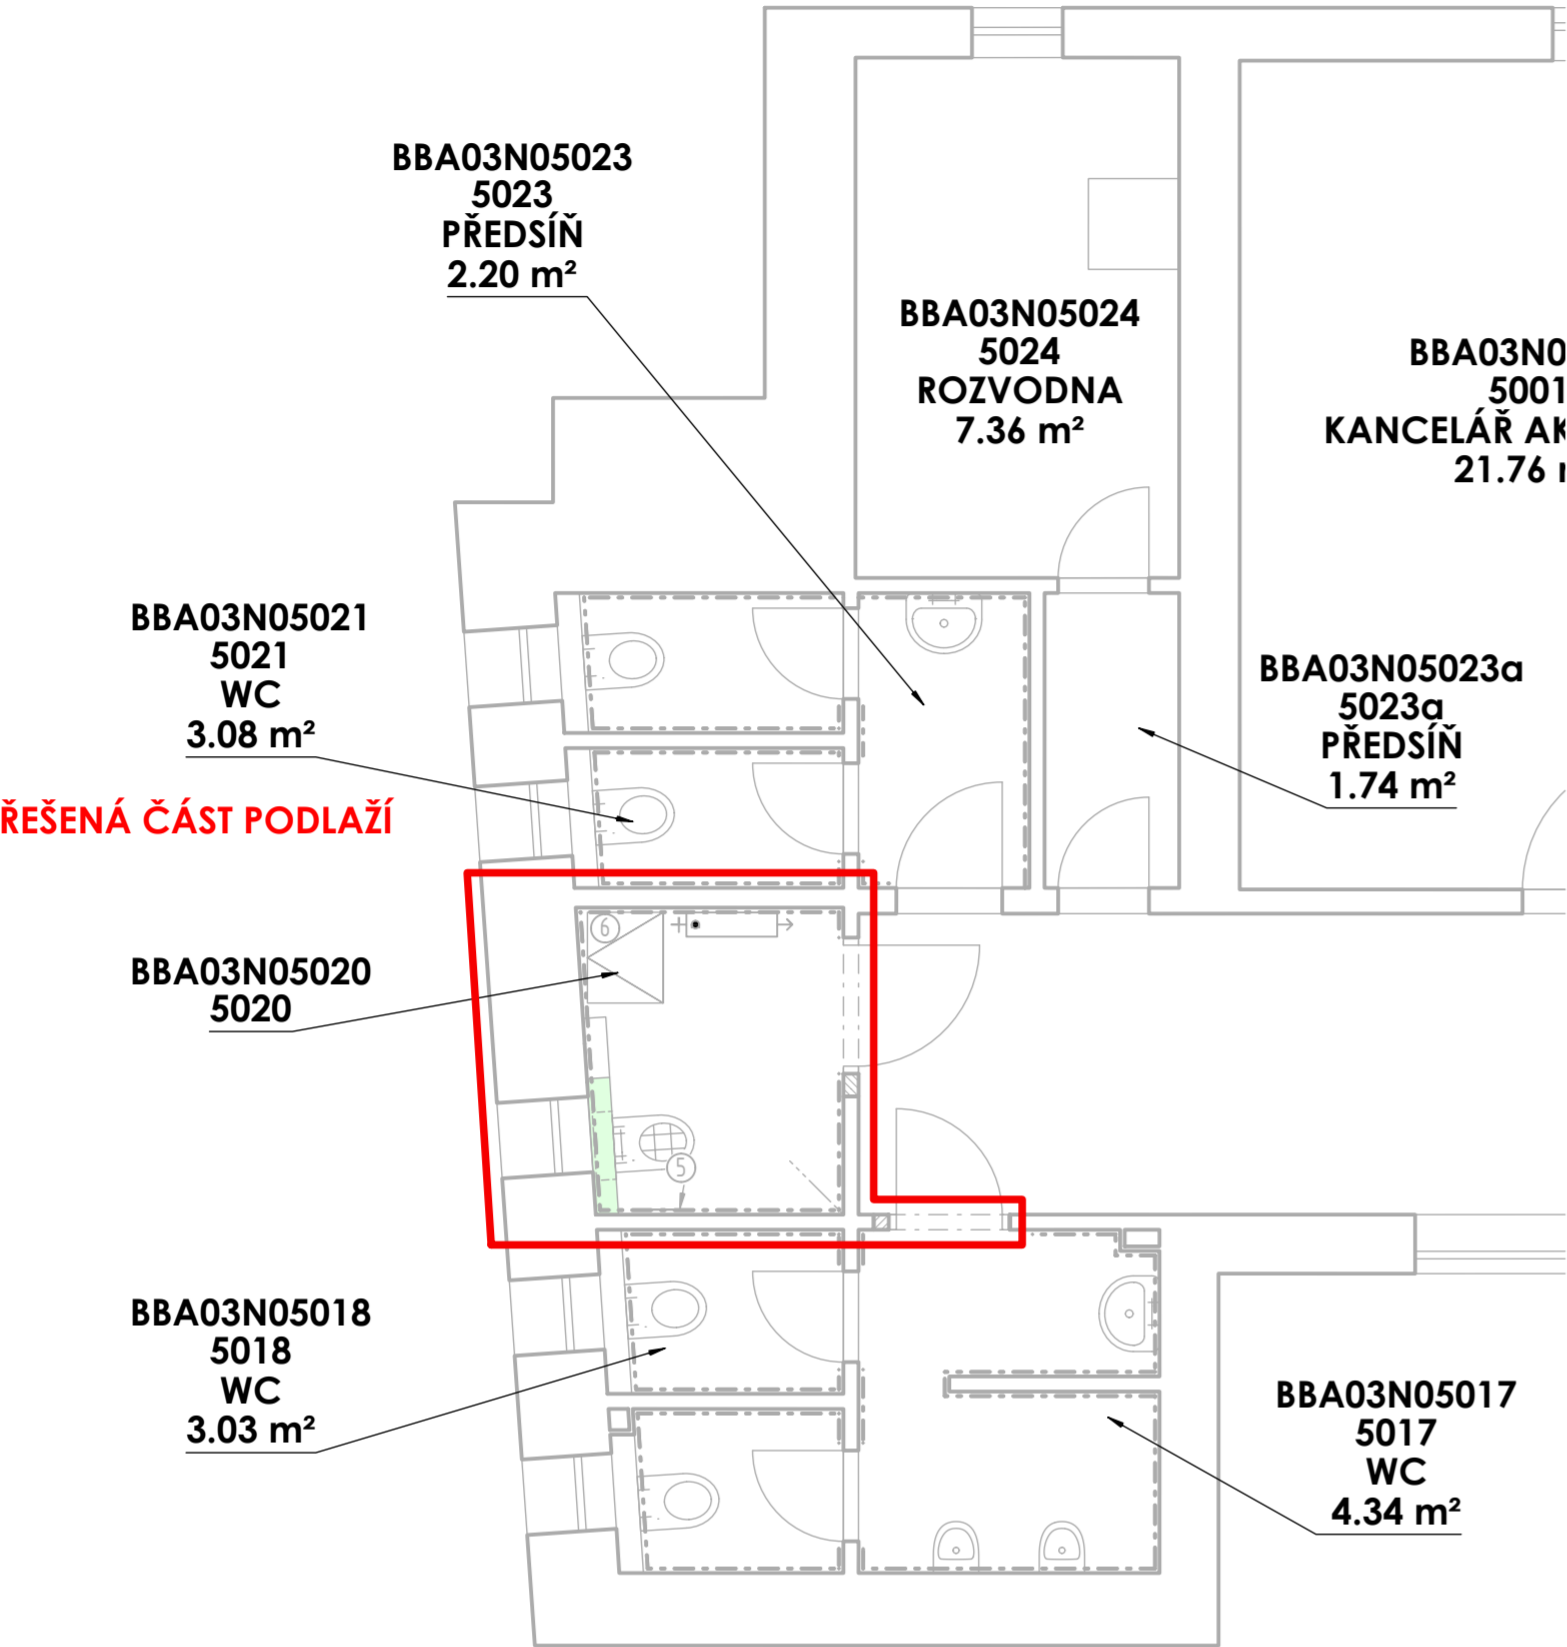 BBA03N05023
5023
PŘEDSÍŇ
2.20 m²
BBA03N05024
5024
ROZVODNA
7.36 m²
BBA03N0
5001
KANCELÁŘ AK
21.76
BBA03N05021
5021
WC
3.08 m²
BBA03N05023a
5023a
PŘEDSÍŇ
1.74 m²
ŘEŠENÁ ČÁST PODLAŽÍ
6
BBA03N05020
5020
5
BBA03N05018
5018
WC
3.03 m²
BBA03N05017
5017
WC
4.34 m²